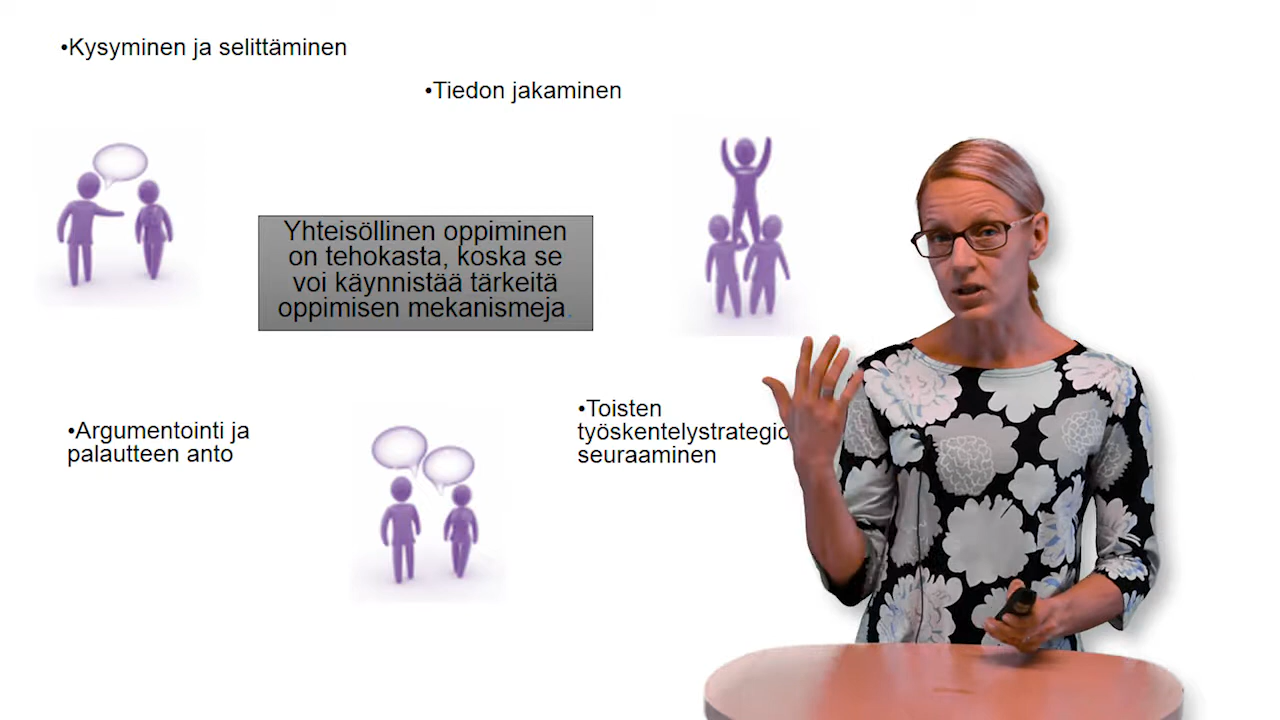 •Kysyminen ja selittäminen
•Tiedon jakaminen
Yhteisöllinen oppiminen
on tehokasta, koska se
voi käynnistää tärkeitä
oppimisen mekanismeja.
•Argumentointi ja
palautteen anto
•Toisten
seuraaminen